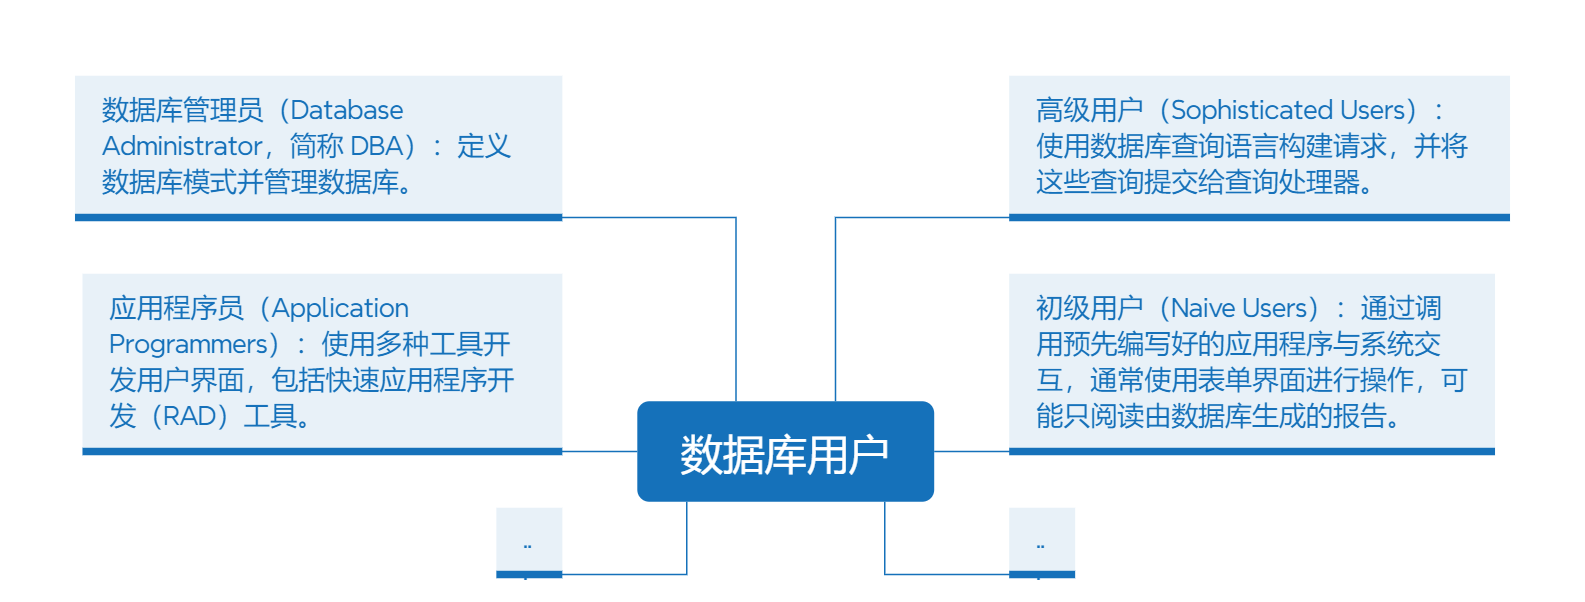 数据库管理员（Database
Administrator，简称 DBA）：定义
数据库模式并管理数据库。
高级用户（Sophisticated Users）：
使用数据库查询语言构建请求，并将
这些查询提交给查询处理器。
应用程序员（Application
Programmers）：使用多种工具开
发用户界面，包括快速应用程序开
发（RAD）工具。
初级用户（Naive Users）：通过调
用预先编写好的应用程序与系统交
互，通常使用表单界面进行操作，可
能只阅读由数据库生成的报告。
数据库用户
..
.
..
.